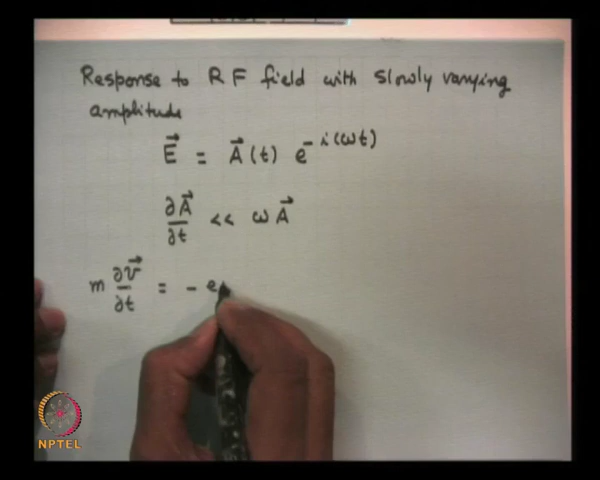 Response to RF field with slowly varying
amplitude
E⃗ = A⃗(t) e^{-i(ωt)}
∂A⃗/∂t << ωA⃗
m ∂v⃗/∂t = - e
NPTEL